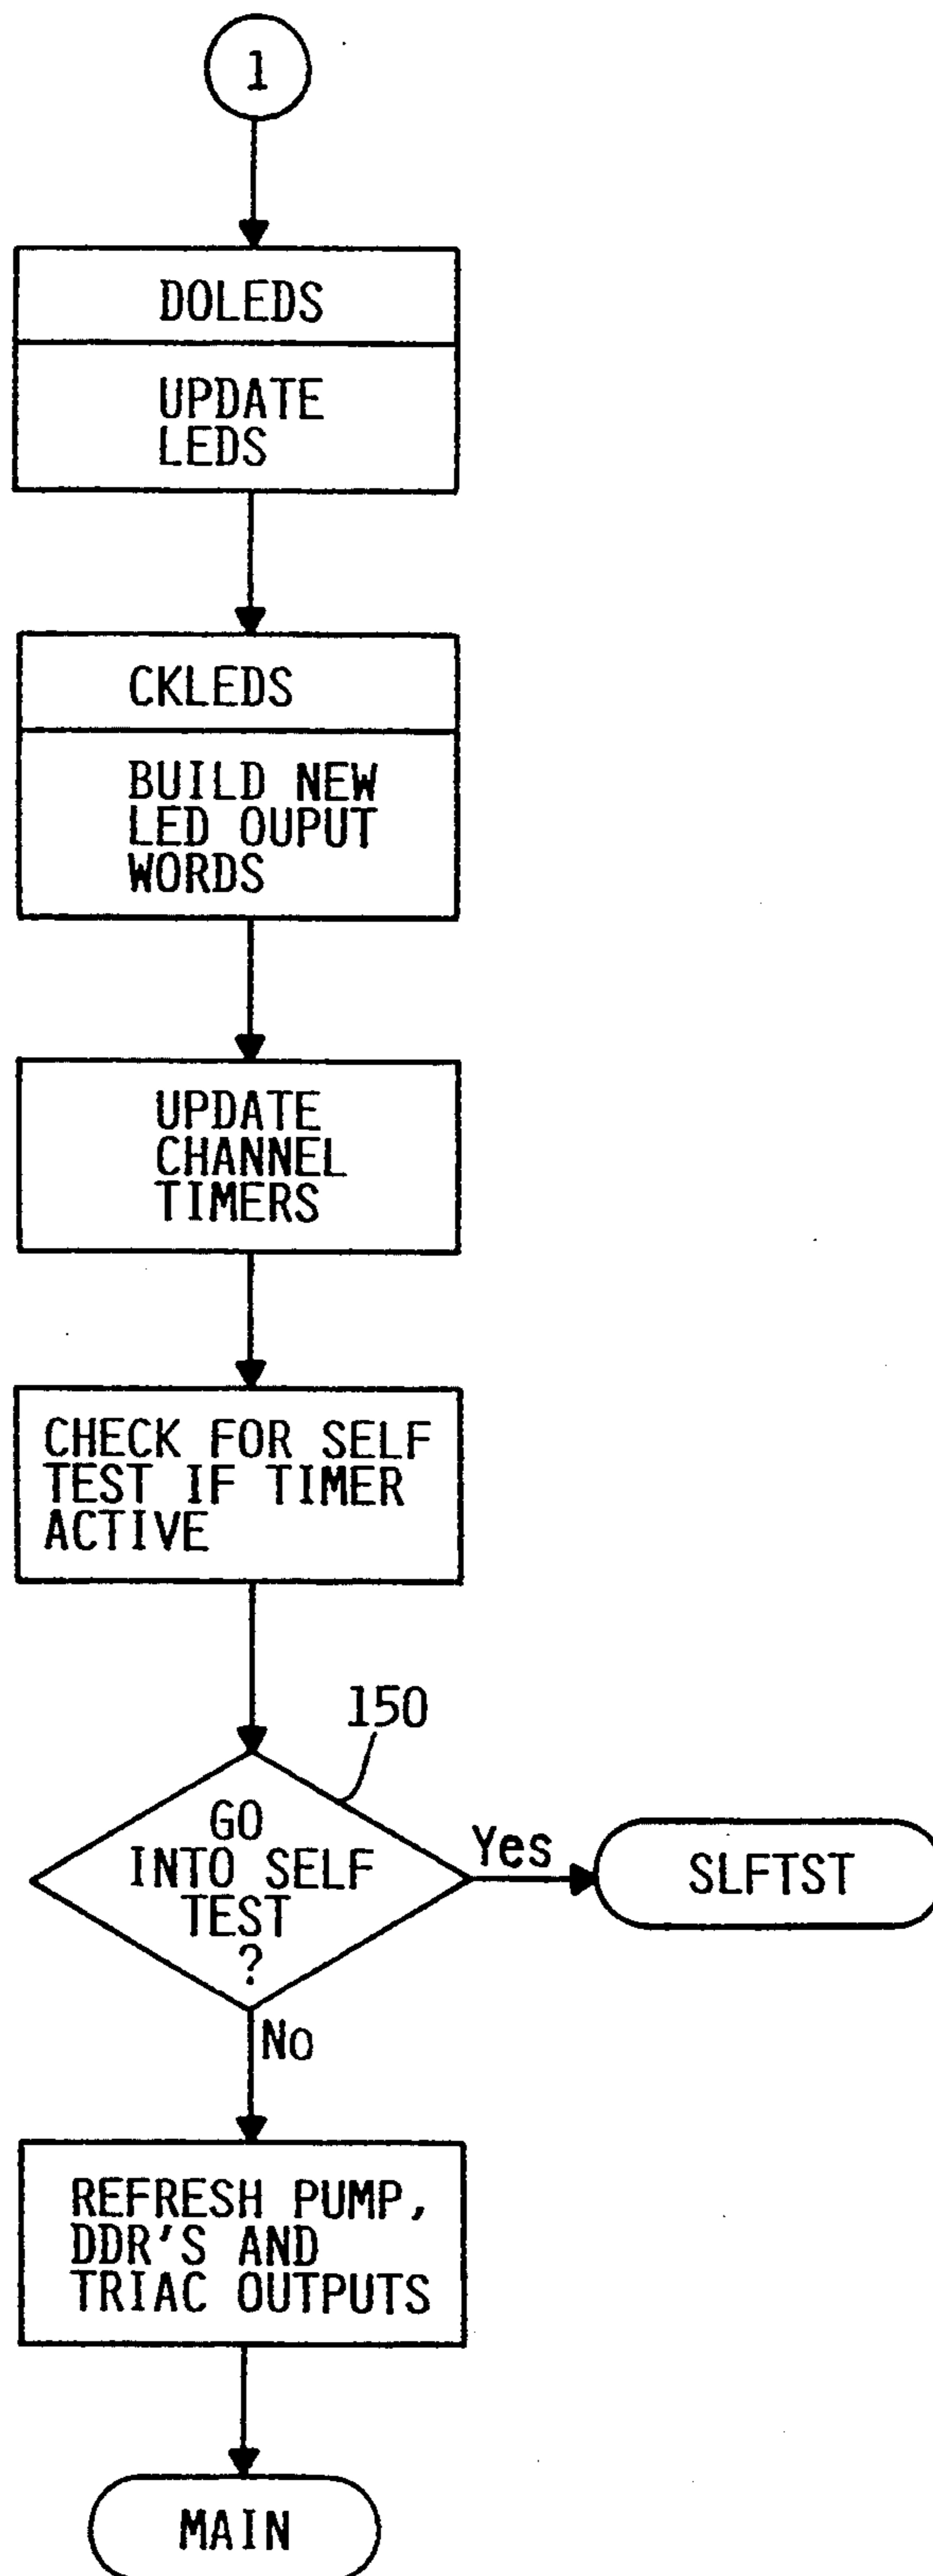 1
DOLEDS
UPDATE
LEDS
CKLEDS
BUILD NEW
LED OUPUT
WORDS
UPDATE
CHANNEL
TIMERS
CHECK FOR SELF
TEST IF TIMER
ACTIVE
150
GO
INTO SELF
TEST
?
Yes
SLFTST
No
REFRESH PUMP,
DDR'S AND
TRIAC OUTPUTS
MAIN